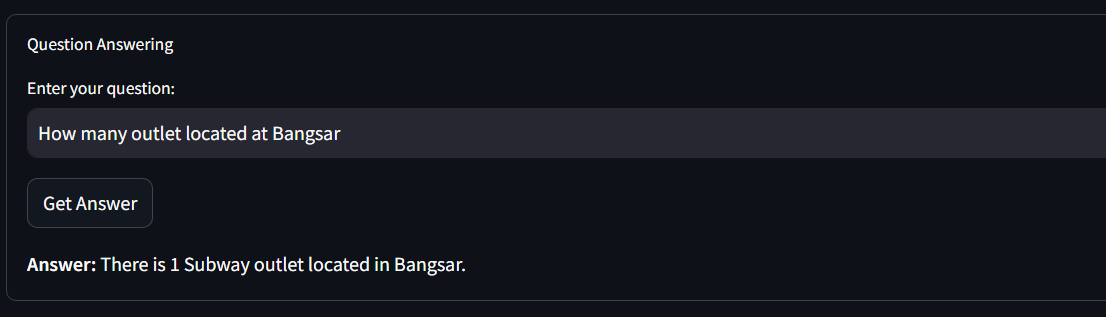 Question Answering
Enter your question:
How many outlet located at Bangsar
Get Answer
Answer: There is 1 Subway outlet located in Bangsar.